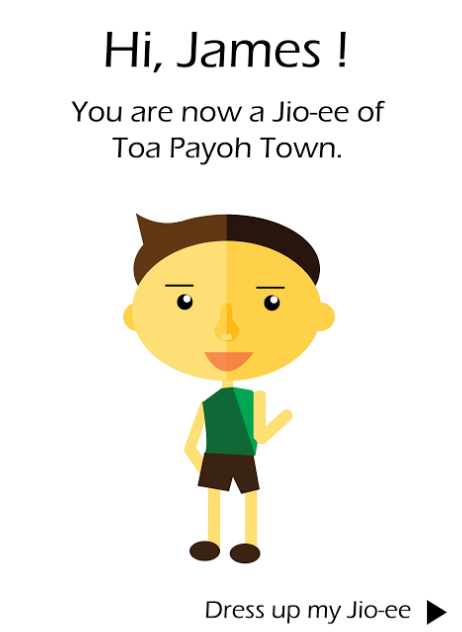 Hi, James !
You are now a Jio-ee of
Toa Payoh Town.
Dress up my Jio-ee